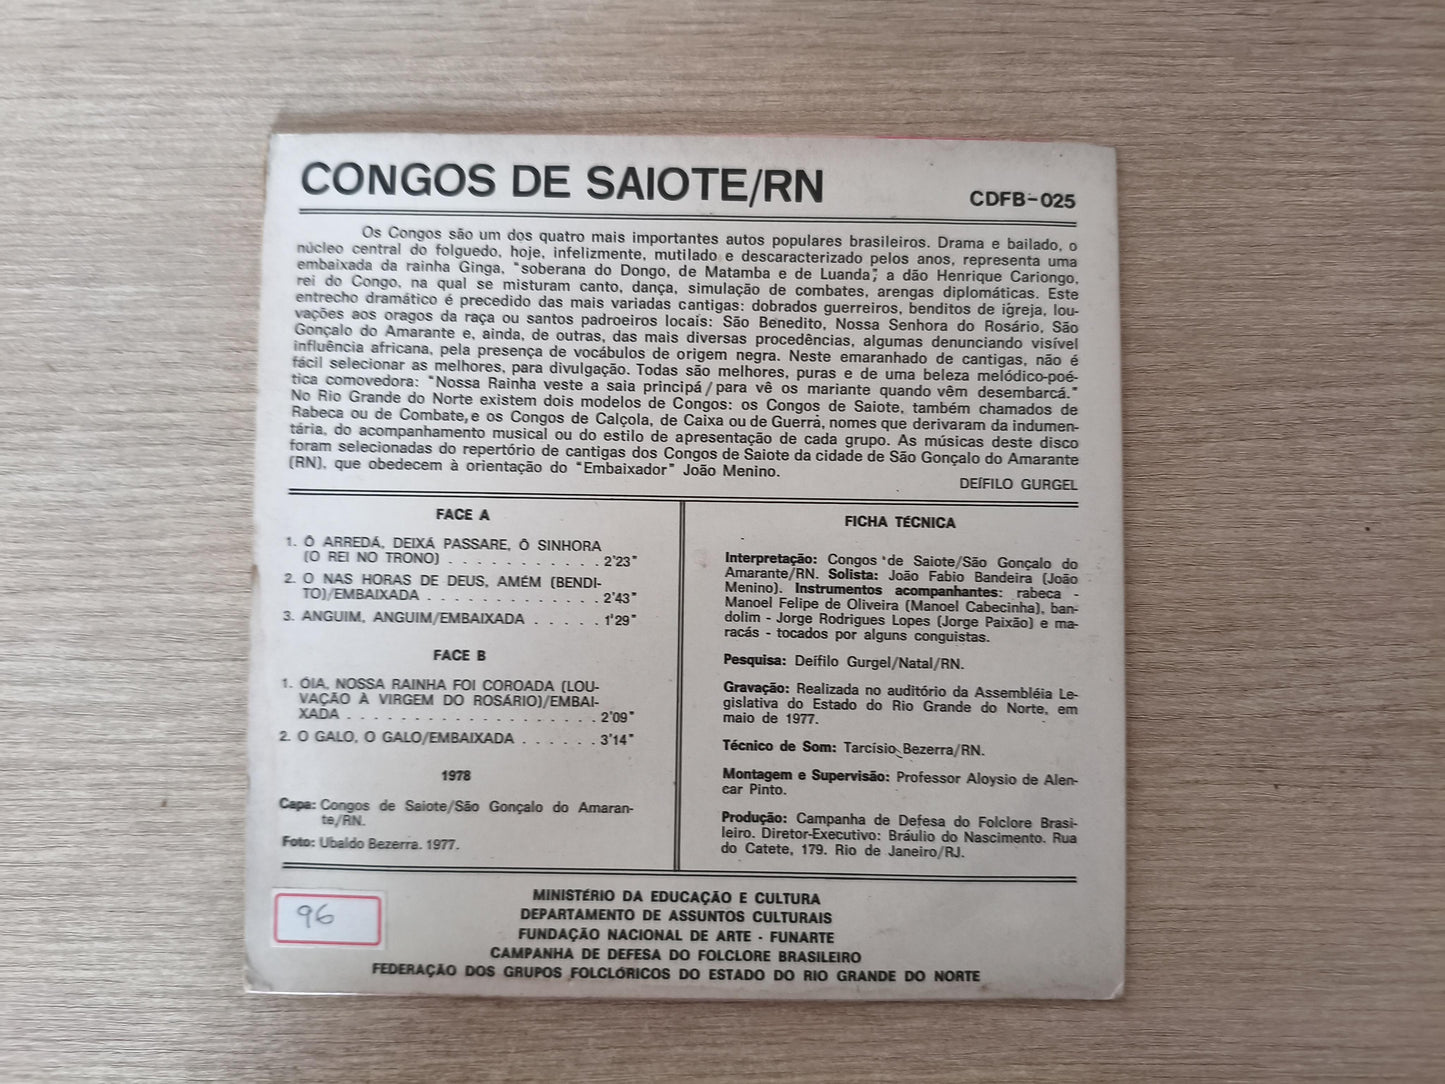 CONGOS DE SAIOTE/RN
CDFB-025
Os Congos são um dos quatro mais importantes autos populares brasileiros. Drama e bailado, o
núcleo central do folguedo, hoje, infelizmente, mutilado e descaracterizado pelos anos, representa uma
embaixada da rainha Ginga, "soberana do Dongo, de Matamba e de Luanda", a dão Henrique Cariongo,
rei do Congo, na qual se misturam canto, dança, simulação de combates, arengas diplomáticas. Este
entrecho dramático é precedido das mais variadas cantigas: dobrados guerreiros, benditos de igreja, lou-
vações aos oragos da raça ou santos padroeiros locais: São Benedito, Nossa Senhora do Rosário, São
Gonçalo do Amarante e, ainda, de outras, das mais diversas procedências, algumas denunciando visível
influência africana, pela presença de vocábulos de origem negra. Neste emaranhado de cantigas, não é
fácil selecionar as melhores, para divulgação. Todas são melhores, puras e de uma beleza melódico-poé-
tica comovedora: "Nossa Rainha veste a saia principá / para vê os mariante quando vêm desembarcá."
No Rio Grande do Norte existem dois modelos de Congos: os Congos de Saiote, também chamados de
Rabeca ou de Combate, e os Congos de Calçola, de Caixa ou de Guerra, nomes que derivaram da indumen-
tária, do acompanhamento musical ou do estilo de apresentação de cada grupo. As músicas deste disco
foram selecionadas do repertório de cantigas dos Congos de Saiote da cidade de São Gonçalo do Amarante
(RN), que obedecem à orientação do "Embaixador" João Menino.
DEÍFILO GURGEL
FACE A
1. Ô ARREDÁ, DEIXÁ PASSARE, Ô SINHORA
(O REI NO TRONO) . . . . . . . . . . . 2'23"
2. O NAS HORAS DE DEUS, AMÉM (BENDI-
TO)/EMBAIXADA . . . . . . . . . . . . . 2'43"
3. ANGUIM, ANGUIM/EMBAIXADA . . . . . 1'29"
FACE B
1. ÓIA, NOSSA RAINHA FOI COROADA (LOU-
VAÇÃO À VIRGEM DO ROSÁRIO)/EMBAI-
XADA . . . . . . . . . . . . . . . . . . . 2'09"
2. O GALO, O GALO/EMBAIXADA . . . . . . 3'14"
1978
Capa: Congos de Saiote/São Gonçalo do Amaran-
te/RN.
Foto: Ubaldo Bezerra. 1977.
FICHA TÉCNICA
Interpretação: Congos de Saiote/São Gonçalo do
Amarante/RN. Solista: João Fabio Bandeira (João
Menino). Instrumentos acompanhantes: rabeca -
Manoel Felipe de Oliveira (Manoel Cabecinha), ban-
dolim - Jorge Rodrigues Lopes (Jorge Paixão) e ma-
racás - tocados por alguns conguistas.
Pesquisa: Deífilo Gurgel/Natal/RN.
Gravação: Realizada no auditório da Assembléia Le-
gislativa do Estado do Rio Grande do Norte, em
maio de 1977.
Técnico de Som: Tarcísio Bezerra/RN.
Montagem e Supervisão: Professor Aloysio de Alen-
car Pinto.
Produção: Campanha de Defesa do Folclore Brasi-
leiro. Diretor-Executivo: Bráulio do Nascimento. Rua
do Catete, 179. Rio de Janeiro/RJ.
96
MINISTÉRIO DA EDUCAÇÃO E CULTURA
DEPARTAMENTO DE ASSUNTOS CULTURAIS
FUNDAÇÃO NACIONAL DE ARTE - FUNARTE
CAMPANHA DE DEFESA DO FOLCLORE BRASILEIRO
FEDERAÇÃO DOS GRUPOS FOLCLÓRICOS DO ESTADO DO RIO GRANDE DO NORTE